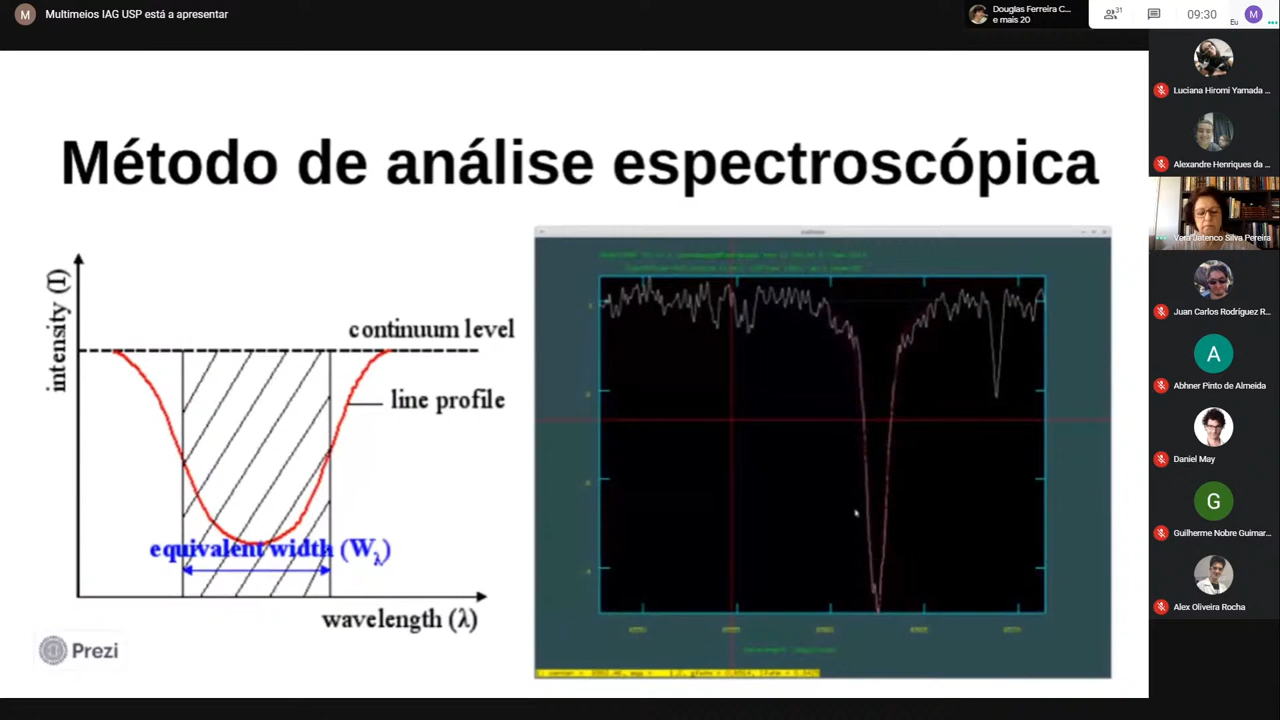 Multimeios IAG USP está a apresentar
Douglas Ferreira C...
e mais 20
31
09:30
Eu
M
M
Luciana Hiromi Yamada ...
Alexandre Henriques da ...
Vera Jatenco Silva Pereira
Juan Carlos Rodríguez R...
A
Abhner Pinto de Almeida
Daniel May
G
Guilherme Nobre Guimar...
Alex Oliveira Rocha
Método de análise espectroscópica
intensity (I)
continuum level
line profile
equivalent width (Wλ)
wavelength (λ)
Prezi